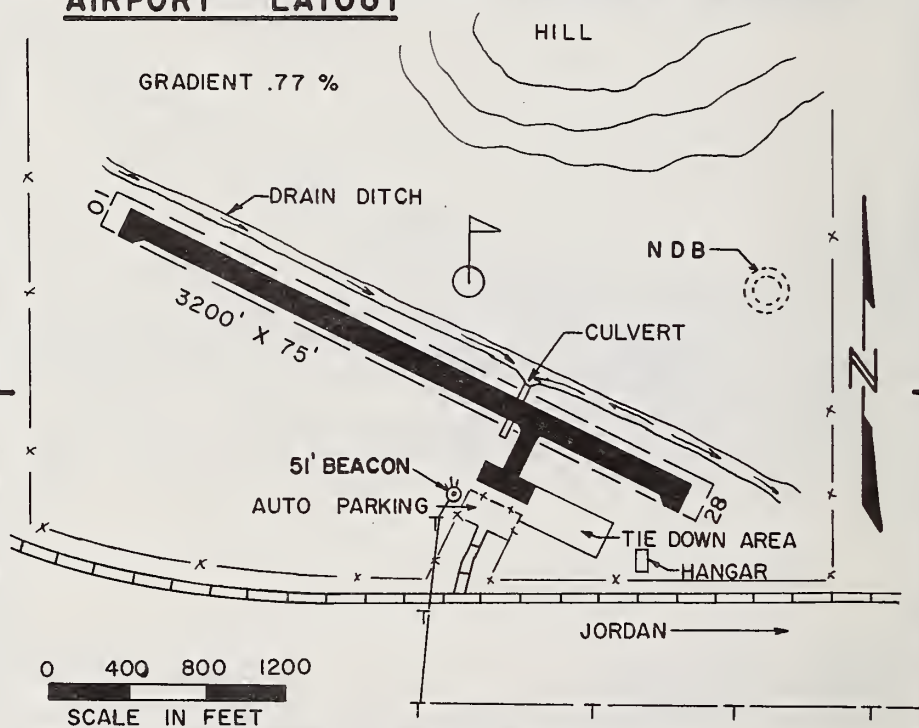 AIRPORT LAYOUT
HILL
GRADIENT .77 %
DRAIN DITCH
10
NDB
3200' X 75'
CULVERT
N
51' BEACON
AUTO PARKING
28
TIE DOWN AREA
HANGAR
T
T
JORDAN
0 400 800 1200
SCALE IN FEET
T T T